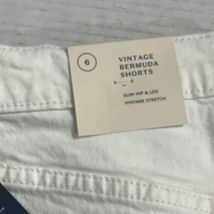 6
VINTAGE
BERMUDA
SHORTS
SLIM HIP & LEG
VINTAGE STRETCH